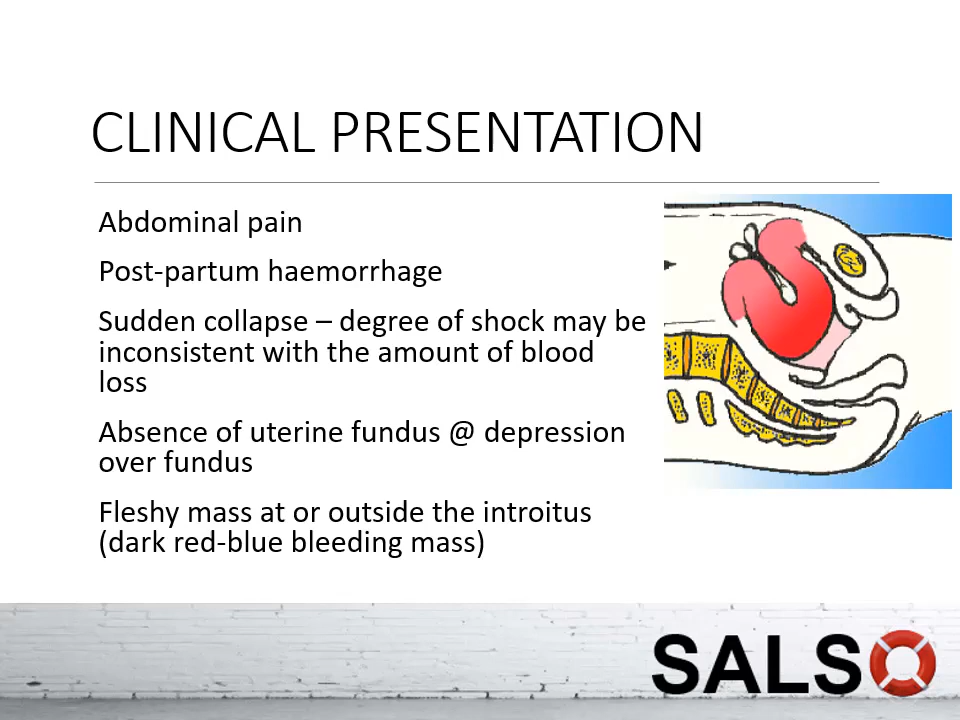 CLINICAL PRESENTATION
Abdominal pain
Post-partum haemorrhage
Sudden collapse – degree of shock may be
inconsistent with the amount of blood
loss
Absence of uterine fundus @ depression
over fundus
Fleshy mass at or outside the introitus
(dark red-blue bleeding mass)
SALSO